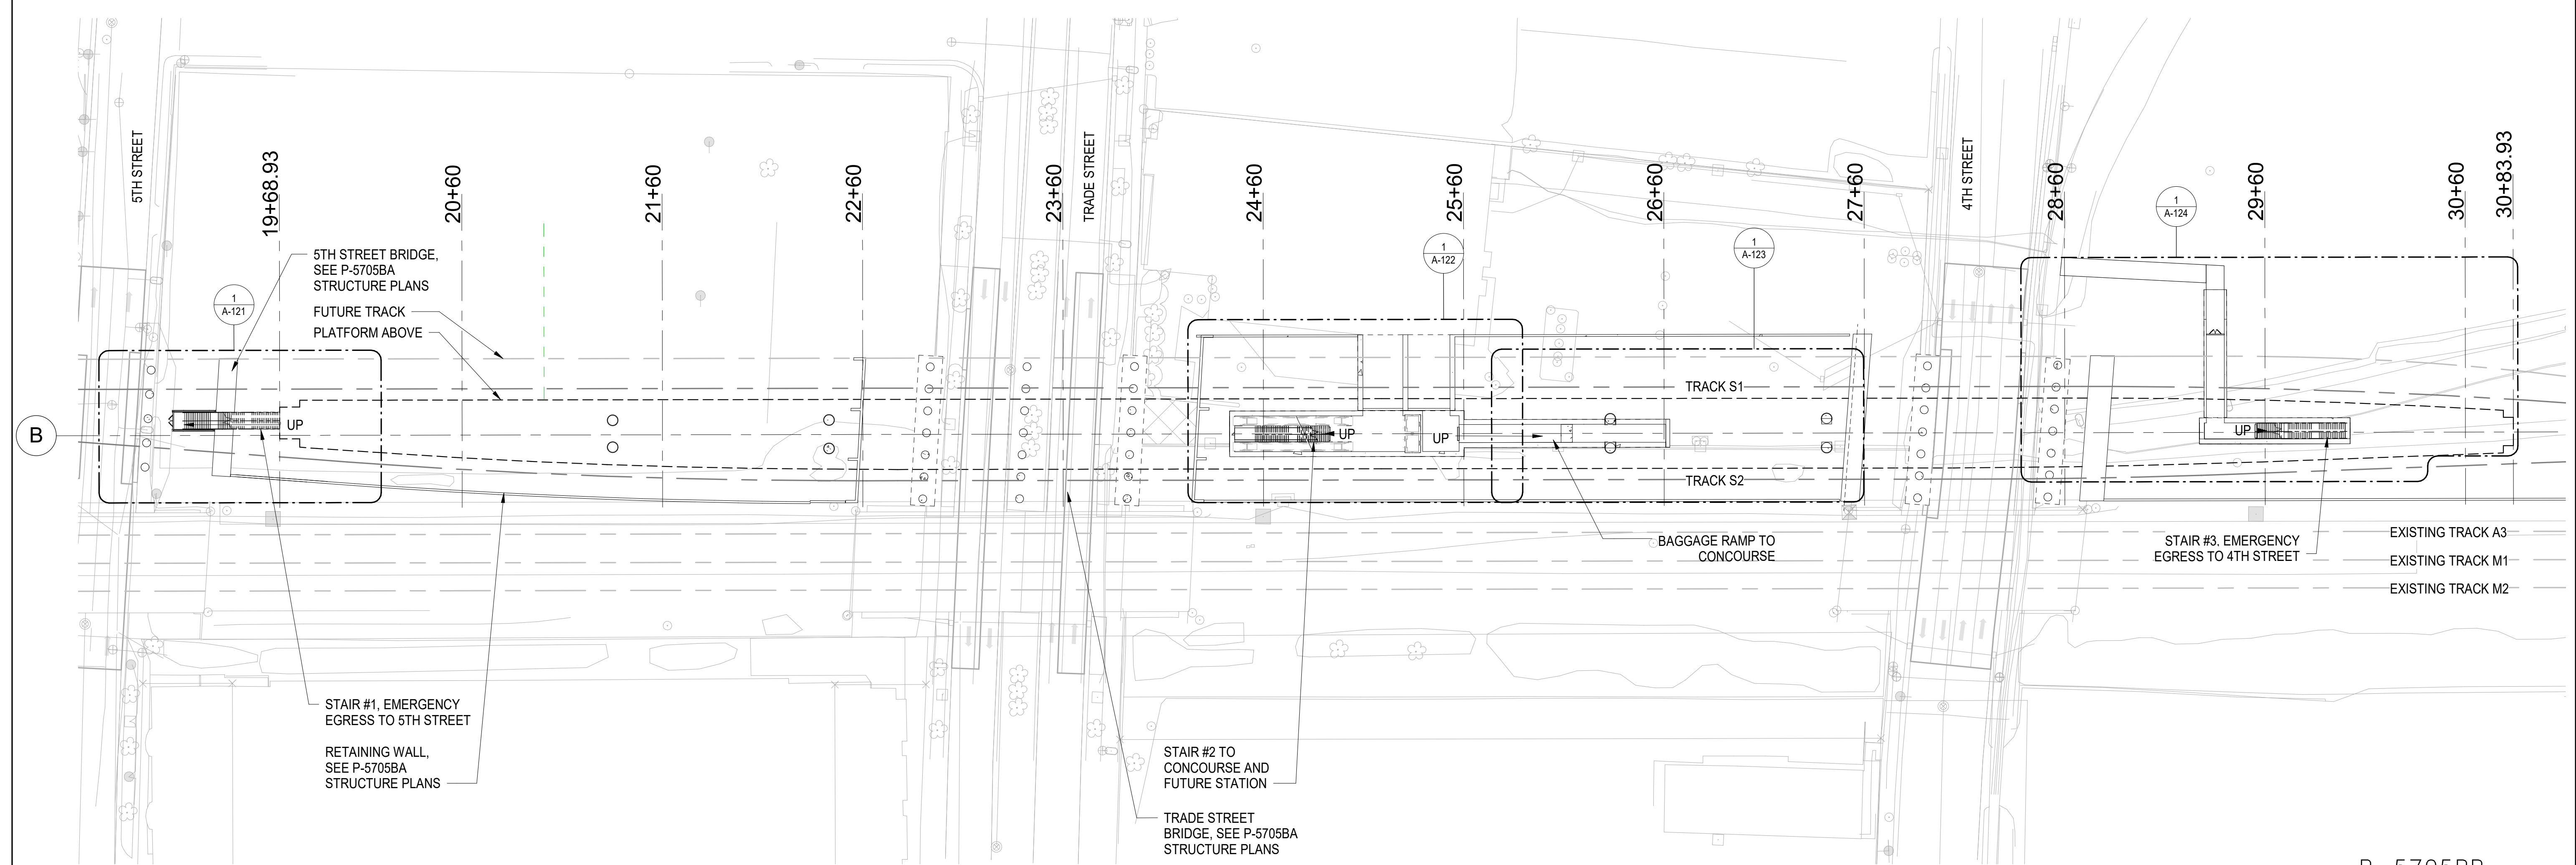 5TH STREET
19+68.93
20+60
21+60
22+60
23+60
TRADE STREET
24+60
25+60
26+60
27+60
4TH STREET
28+60
29+60
30+60
30+83.93
1
A-121
1
A-122
1
A-123
1
A-124
5TH STREET BRIDGE,
SEE P-5705BA
STRUCTURE PLANS
FUTURE TRACK
PLATFORM ABOVE
B
UP
UP
UP
UP
TRACK S1
TRACK S2
BAGGAGE RAMP TO
CONCOURSE
STAIR #3, EMERGENCY
EGRESS TO 4TH STREET
EXISTING TRACK A3
EXISTING TRACK M1
EXISTING TRACK M2
STAIR #1, EMERGENCY
EGRESS TO 5TH STREET
RETAINING WALL,
SEE P-5705BA
STRUCTURE PLANS
STAIR #2 TO
CONCOURSE AND
FUTURE STATION
TRADE STREET
BRIDGE, SEE P-5705BA
STRUCTURE PLANS